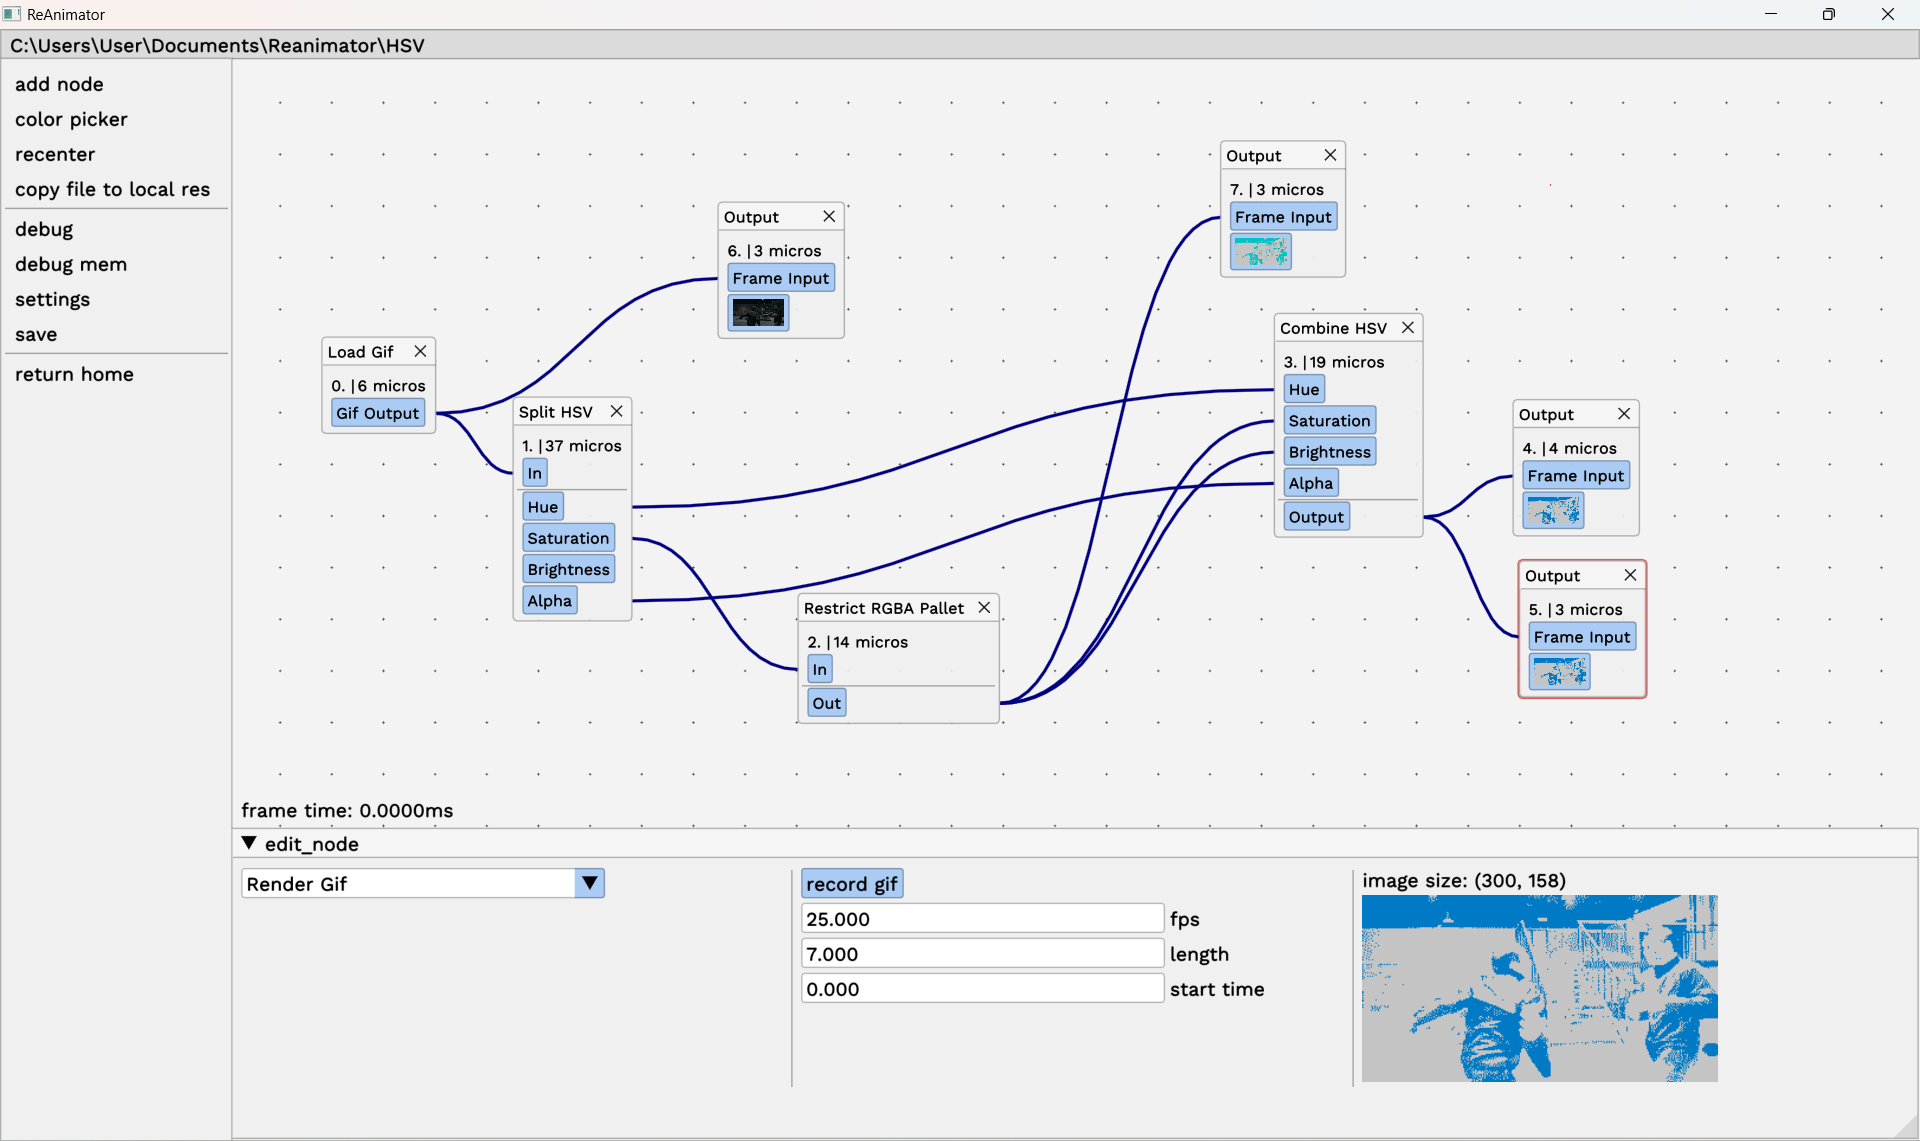 ReAnimator
C:\Users\User\Documents\Reanimator\HSV
add node
color picker
recenter
copy file to local res
debug
debug mem
settings
save
return home
Output
7. |3 micros
Frame Input
Output
6. |3 micros
Frame Input
Load Gif
0. |6 micros
Gif Output
Split HSV
1. |37 micros
In
Hue
Saturation
Brightness
Alpha
Restrict RGBA Pallet
2. |14 micros
In
Out
Combine HSV
3. |19 micros
Hue
Saturation
Brightness
Alpha
Output
Output
4. |4 micros
Frame Input
Output
5. |3 micros
Frame Input
frame time: 0.0000ms
edit_node
Render Gif
record gif
25.000 fps
7.000 length
0.000 start time
image size: (300, 158)